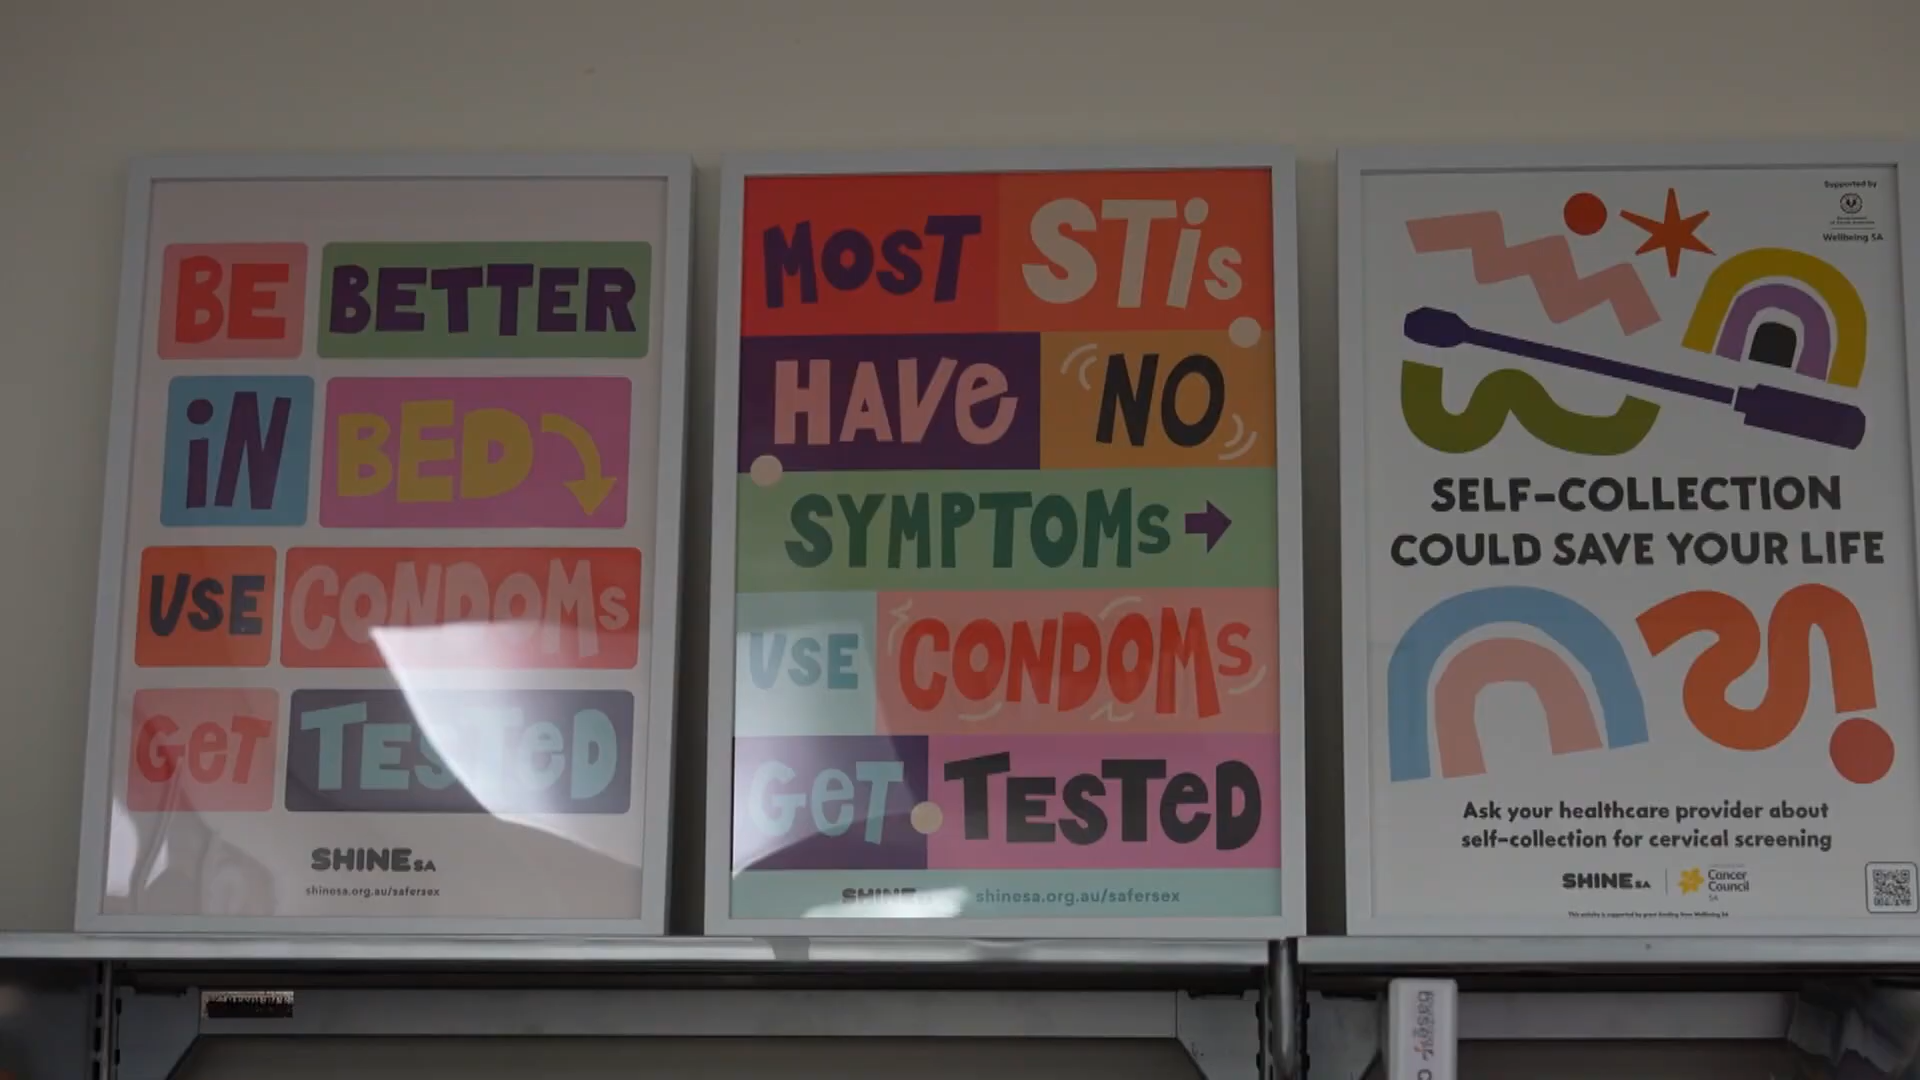 BE BETTER
iN BED
USE CONDOMS
GeT TESTeD
SHINE SA
shinesa.org.au/safersex
MOST STiS
HAVe NO
SYMPTOMS
USE CONDOMS
GeT TESTeD
SHINE
shinesa.org.au/safersex
Supported by
Wellbeing SA
SELF-COLLECTION
COULD SAVE YOUR LIFE
Ask your healthcare provider about
self-collection for cervical screening
SHINE SA
Cancer
Council
SA